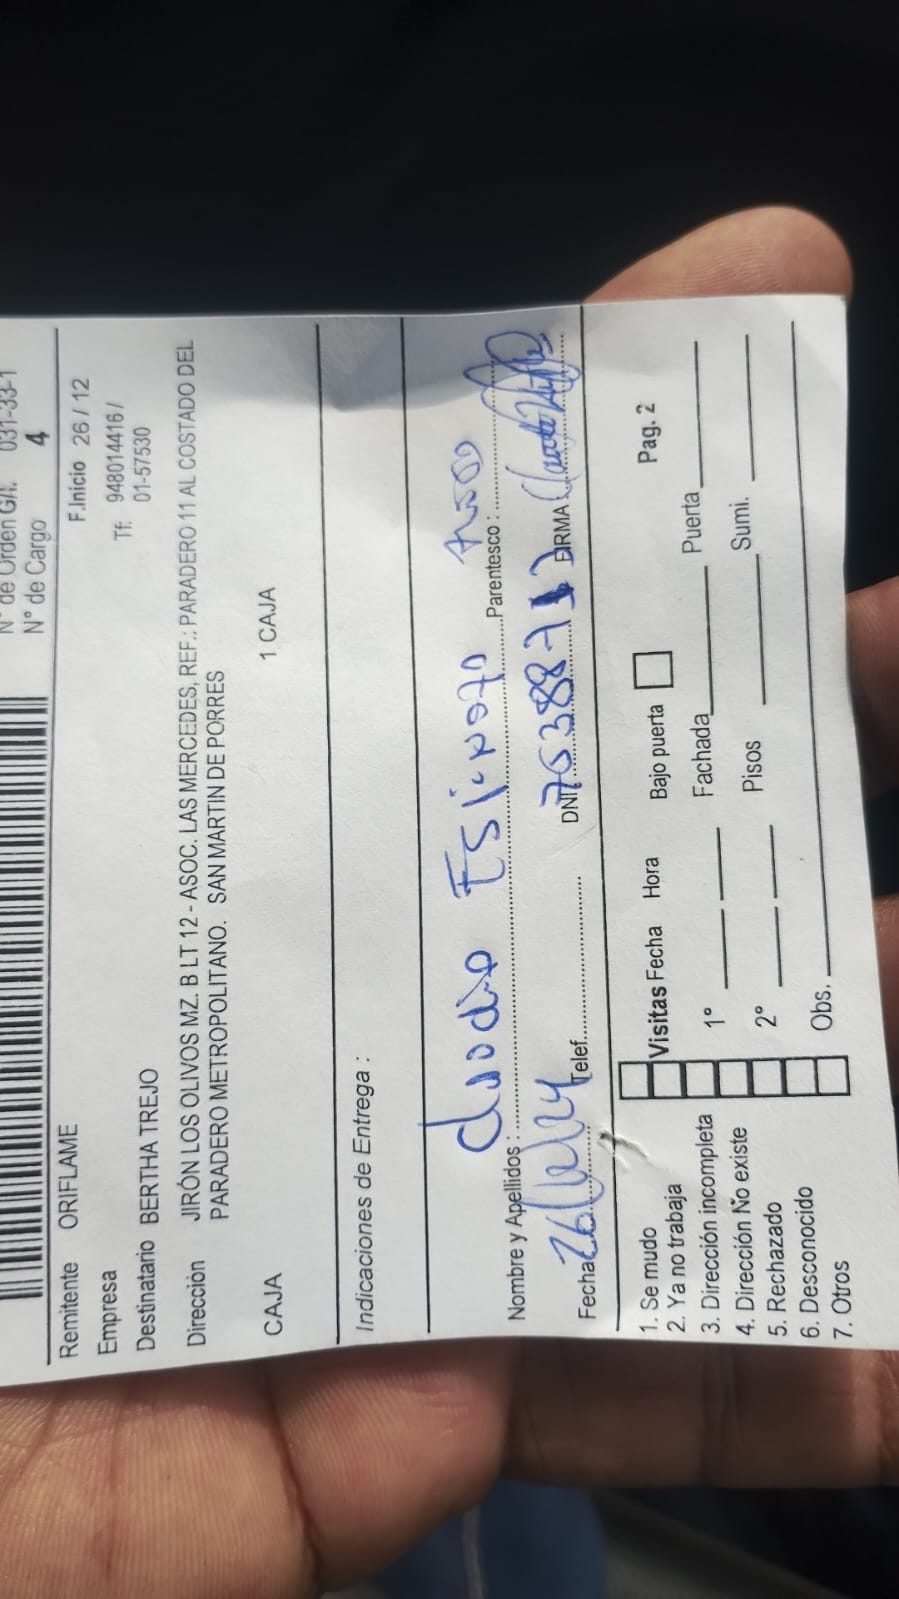 N° de Orden G/I. 031-33-1
N° de Cargo 4
Remitente ORIFLAME F.Inicio 26 / 12
Empresa Tf: 948014416 /
01-57530
Destinatario BERTHA TREJO
Dirección JIRÓN LOS OLIVOS MZ. B LT 12 - ASOC. LAS MERCEDES, REF.: PARADERO 11 AL COSTADO DEL
PARADERO METROPOLITANO. SAN MARTIN DE PORRES
CAJA 1 CAJA
Indicaciones de Entrega :
Espinoza
Nombre y Apellidos : Parentesco :
Fecha 26/12/24 Telef. DNI FIRMA
1. Se mudo Visitas Fecha Hora Bajo puerta Pag. 2
2. Ya no trabaja
3. Dirección incompleta 1° Fachada Puerta
4. Dirección No existe
5. Rechazado 2° Pisos Sumi.
6. Desconocido
7. Otros Obs.